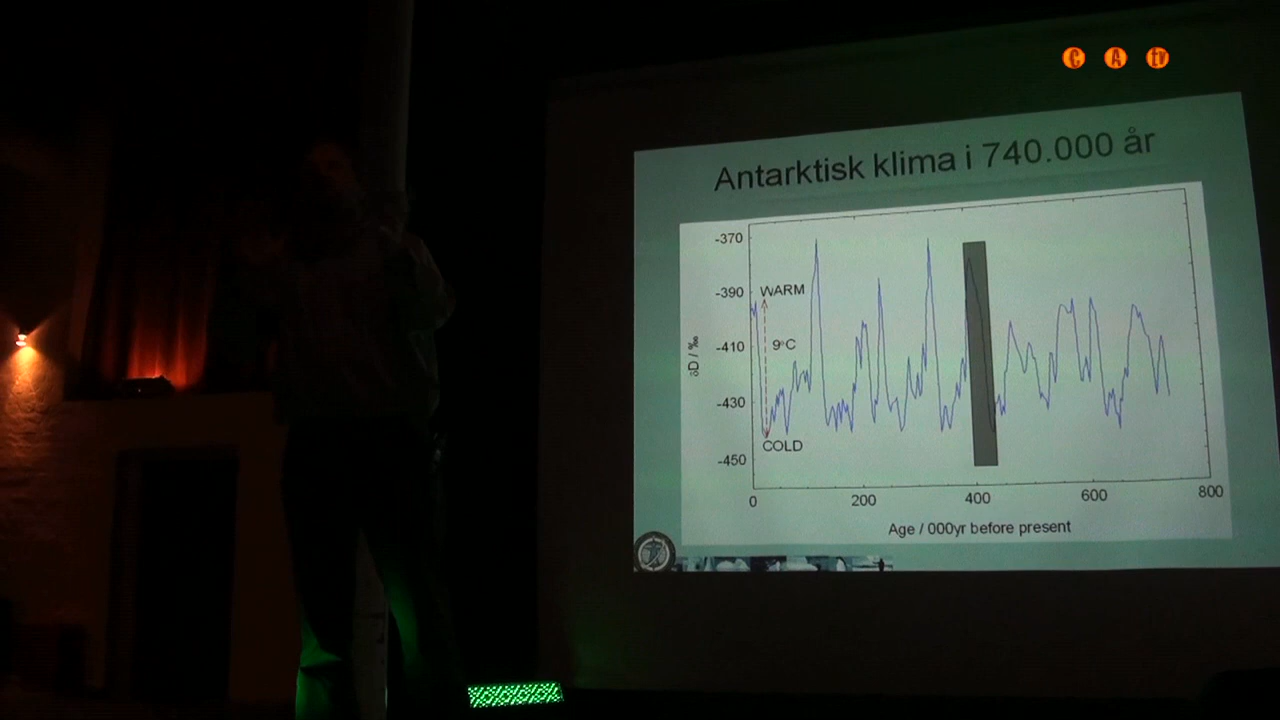 C A tv
Antarktisk klima i 740.000 år
-370
-390
-410
-430
-450
δD / ‰
WARM
9°C
COLD
0 200 400 600 800
Age / 000yr before present